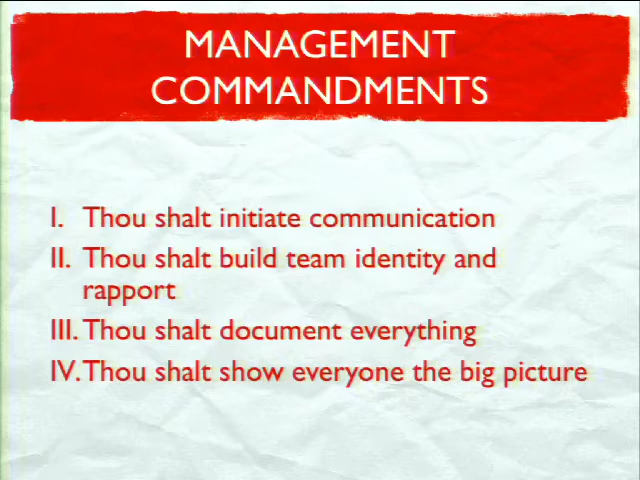 MANAGEMENT
COMMANDMENTS
I. Thou shalt initiate communication
II. Thou shalt build team identity and
rapport
III. Thou shalt document everything
IV. Thou shalt show everyone the big picture